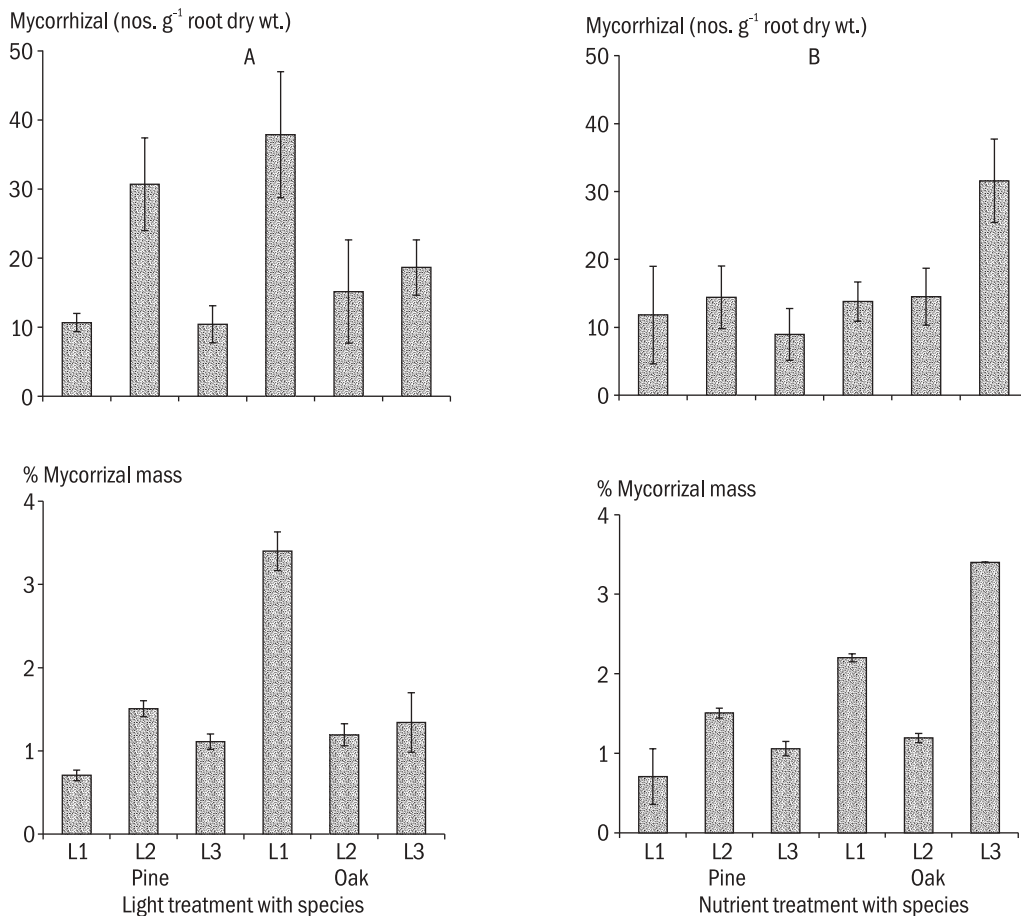 Mycorrhizal (nos. g⁻¹ root dry wt.)
A
50
40
30
20
10
0
Mycorrhizal (nos. g⁻¹ root dry wt.)
B
50
40
30
20
10
0
% Mycorrizal mass
4
3
2
1
0
L1 L2 L3 L1 L2 L3
Pine Oak
Light treatment with species
% Mycorrizal mass
4
3
2
1
0
L1 L2 L3 L1 L2 L3
Pine Oak
Nutrient treatment with species